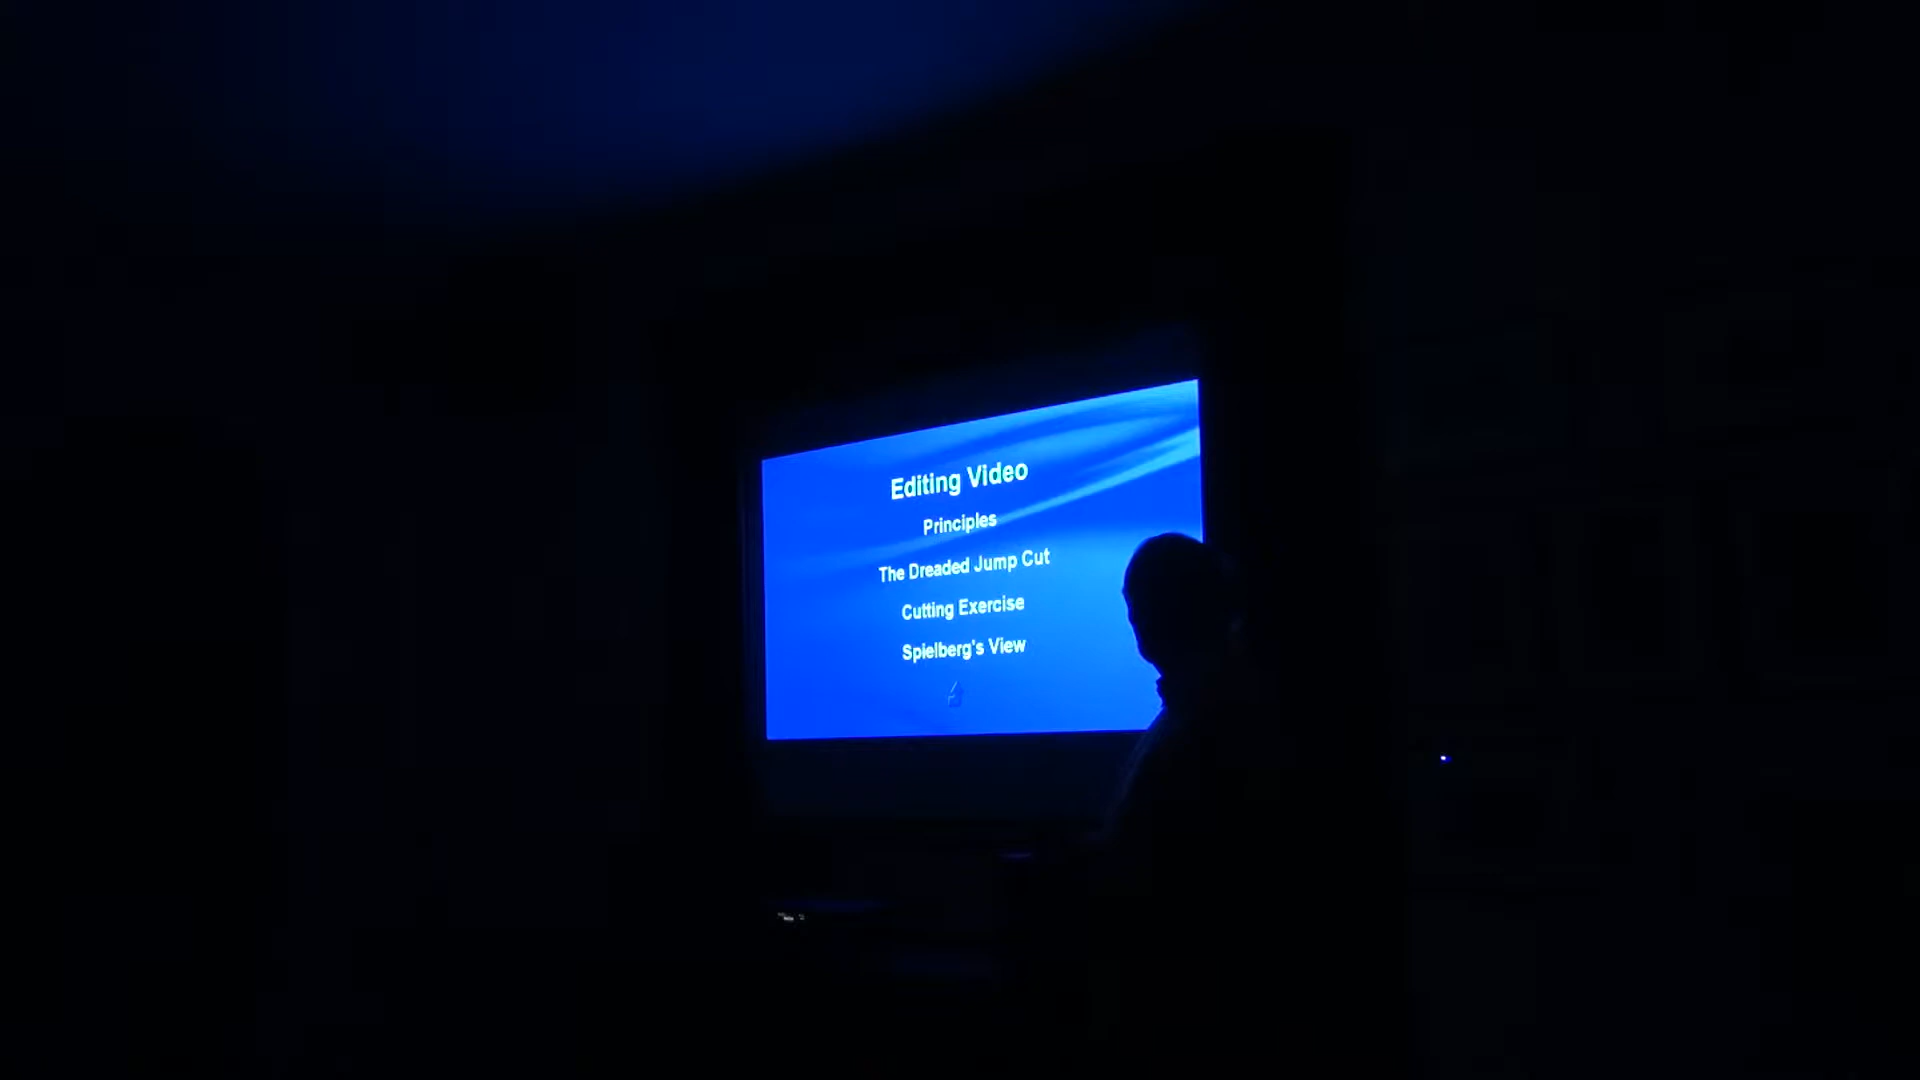 Editing Video
Principles
The Dreaded Jump Cut
Cutting Exercise
Spielberg's View